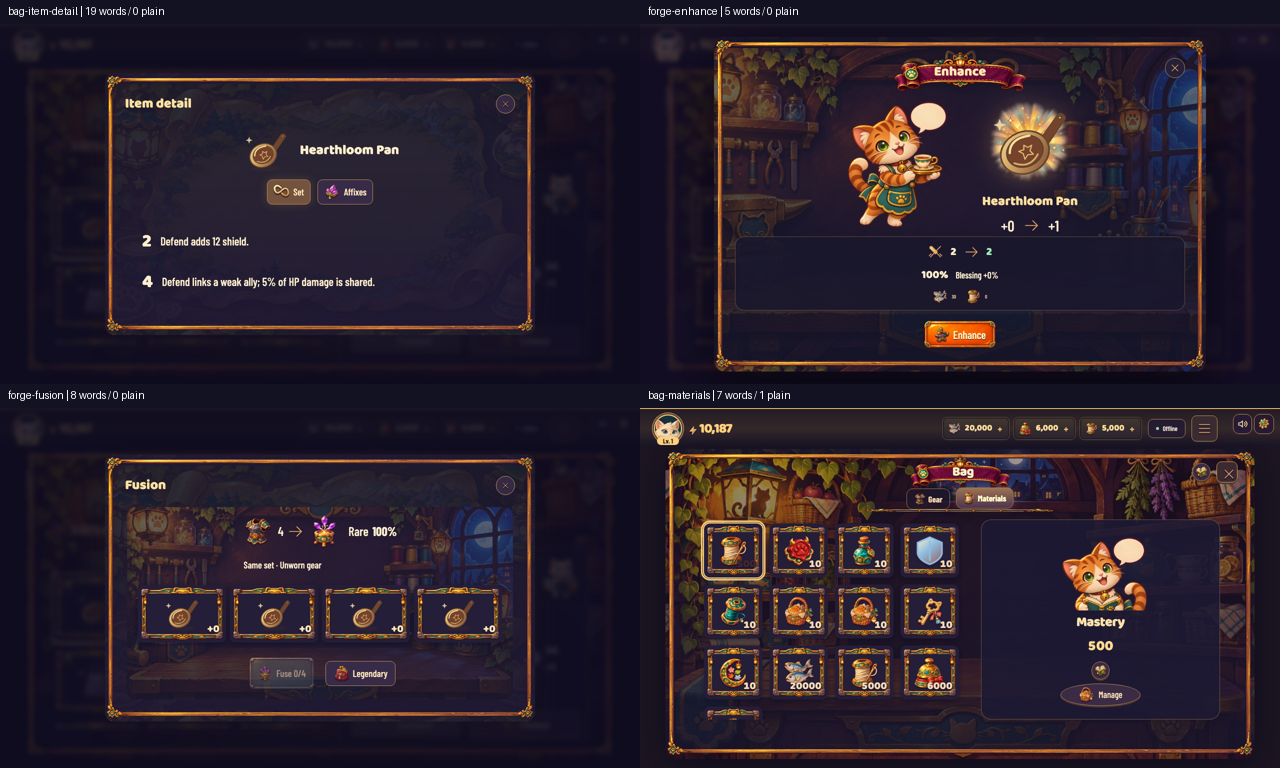 bag-item-detail | 19 words / 0 plain
Item detail
Hearthloom Pan
Set
Affixes
2 Defend adds 12 shield.
4 Defend links a weak ally; 5% of HP damage is shared.
forge-enhance | 5 words / 0 plain
Enhance
Hearthloom Pan
+0 → +1
2 → 2
100% Blessing +0%
Enhance
forge-fusion | 8 words / 0 plain
Fusion
4 → Rare 100%
Same set · Unworn gear
+0 +0 +0 +0
Fuse 0/4
Legendary
bag-materials | 7 words / 1 plain
Lv. 1
10,187
20,000 +
6,000 +
5,000 +
Offline
Bag
Gear
Materials
10 10 10
10 10 10 10
10 20000 5000 6000
Mastery
500
Manage